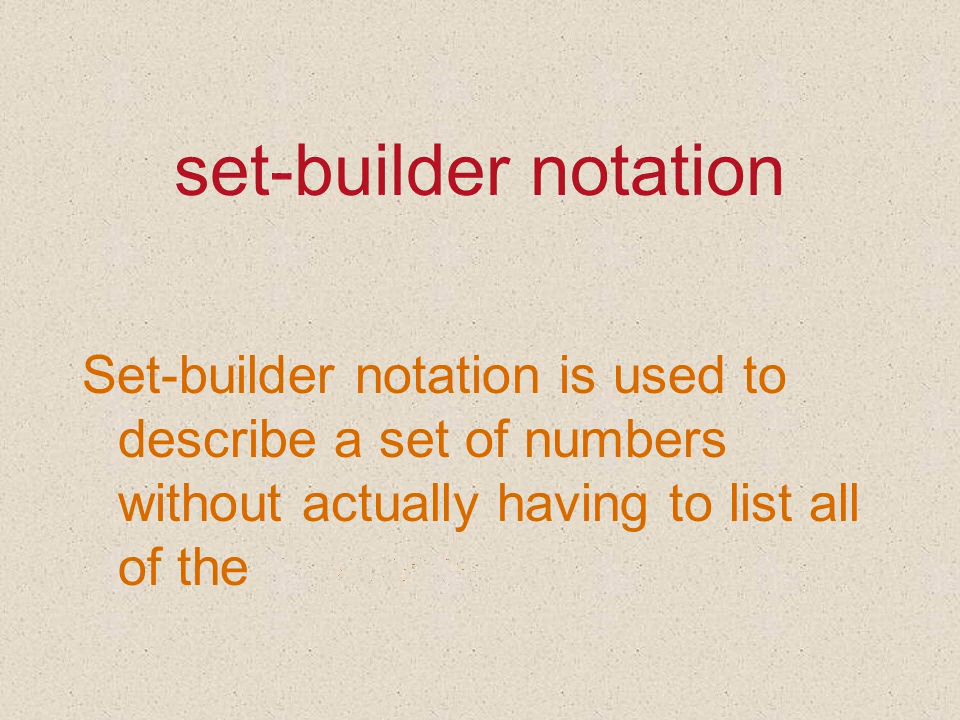 set-builder notation
Set-builder notation is used to
describe a set of numbers
without actually having to list all
of the